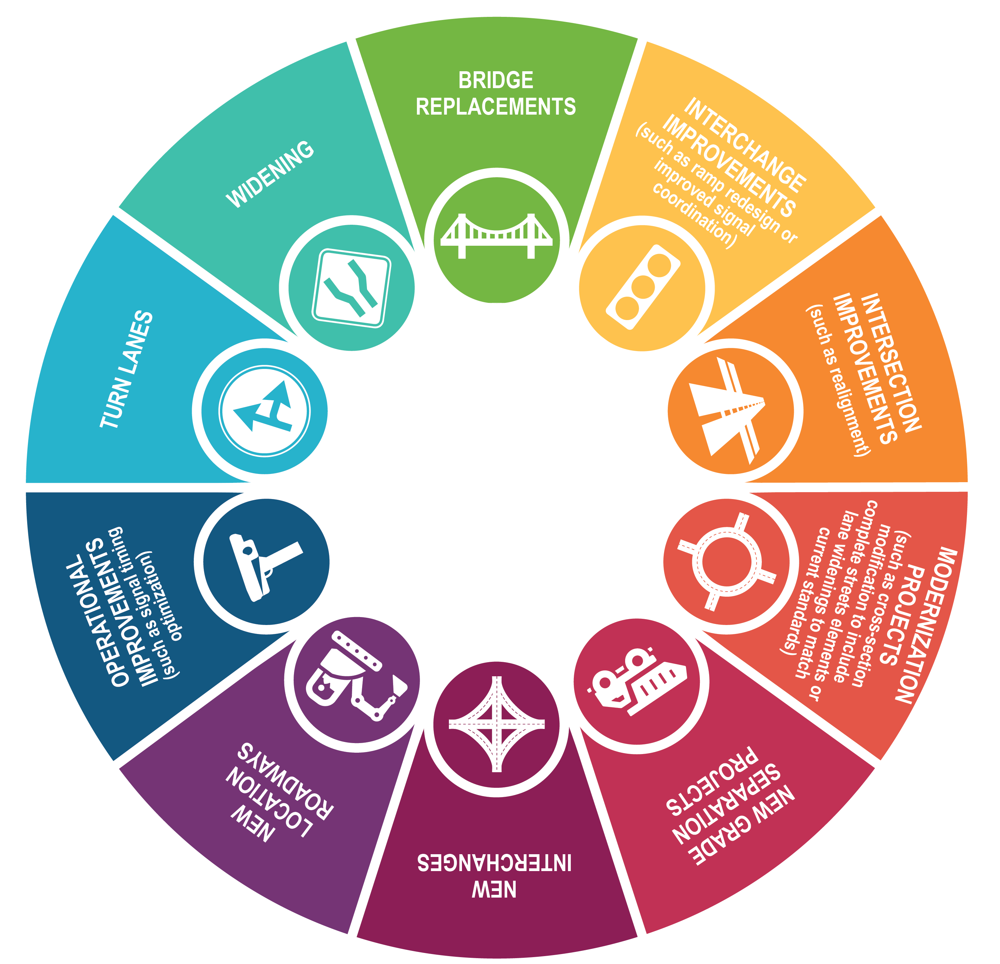 BRIDGE
REPLACEMENTS
INTERCHANGE
IMPROVEMENTS
(such as ramp redesign or
improved signal
coordination)
INTERSECTION
IMPROVEMENTS
(such as realignment)
MODERNIZATION
PROJECTS
(such as cross-section
modification to include
complete streets elements or
lane widenings to match
current standards)
NEW GRADE
SEPARATION
PROJECTS
NEW
INTERCHANGES
NEW
LOCATION
ROADWAYS
OPERATIONAL
IMPROVEMENTS
(such as signal timing
optimization)
TURN LANES
WIDENING